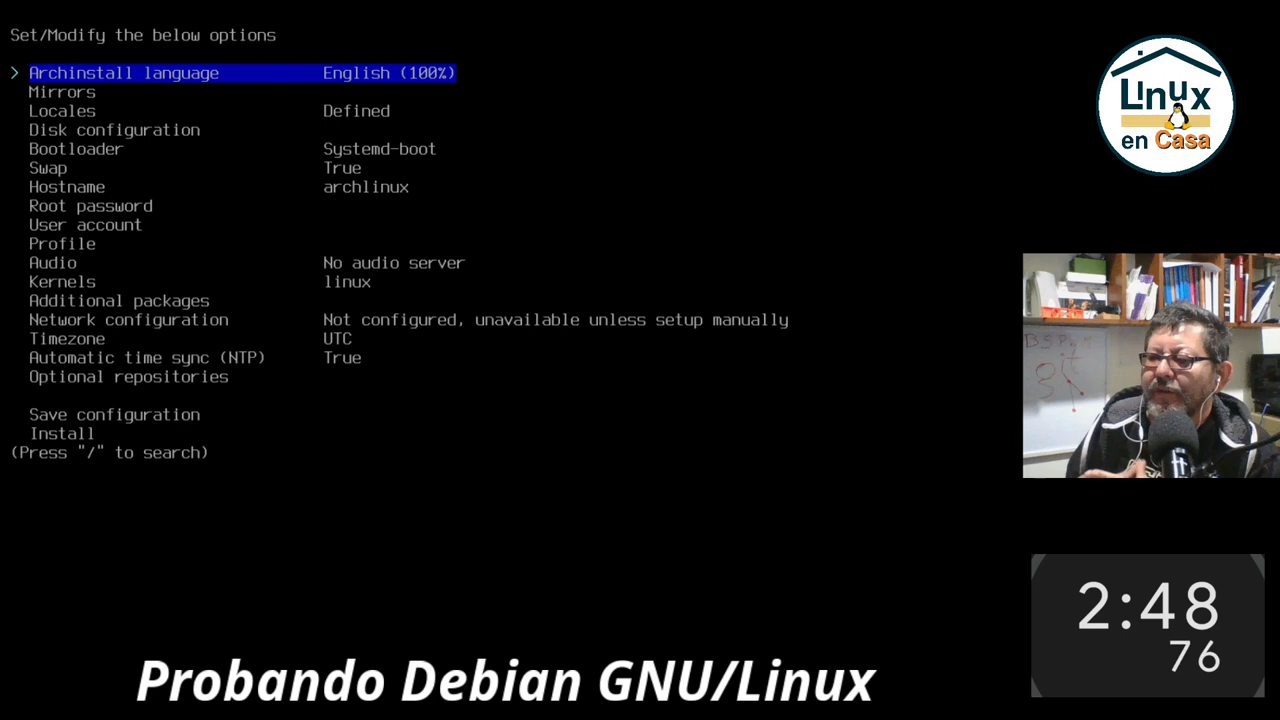 Set/Modify the below options
> Archinstall language English (100%)
Mirrors
Locales Defined
Disk configuration
Bootloader Systemd-boot
Swap True
Hostname archlinux
Root password
User account
Profile
Audio No audio server
Kernels linux
Additional packages
Network configuration Not configured, unavailable unless setup manually
Timezone UTC
Automatic time sync (NTP) True
Optional repositories
Save configuration
Install
(Press "/" to search)
Linux
en Casa
2:48
76
Probando Debian GNU/Linux